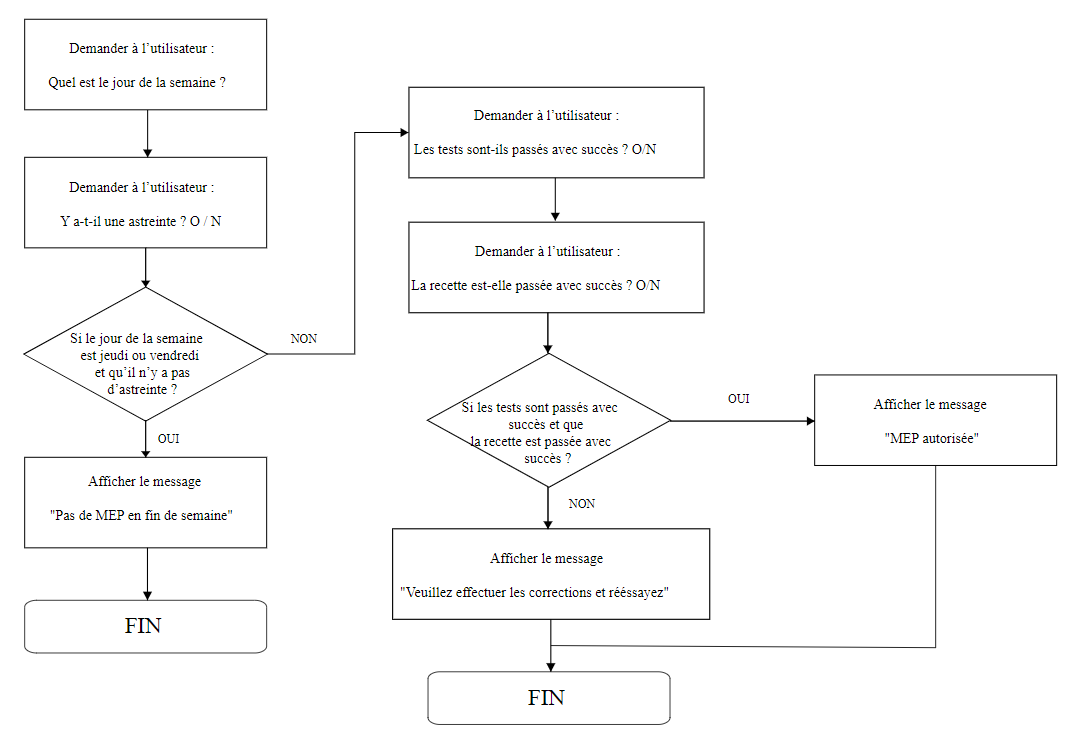 Demander à l’utilisateur :
Quel est le jour de la semaine ?
Demander à l’utilisateur :
Y a-t-il une astreinte ? O / N
Si le jour de la semaine
est jeudi ou vendredi
et qu’il n’y a pas
d’astreinte ?
NON
OUI
Afficher le message
"Pas de MEP en fin de semaine"
FIN
Demander à l’utilisateur :
Les tests sont-ils passés avec succès ? O/N
Demander à l’utilisateur :
La recette est-elle passée avec succès ? O/N
Si les tests sont passés avec
succès et que
la recette est passée avec
succès ?
OUI
Afficher le message
"MEP autorisée"
NON
Afficher le message
"Veuillez effectuer les corrections et rééssayez"
FIN